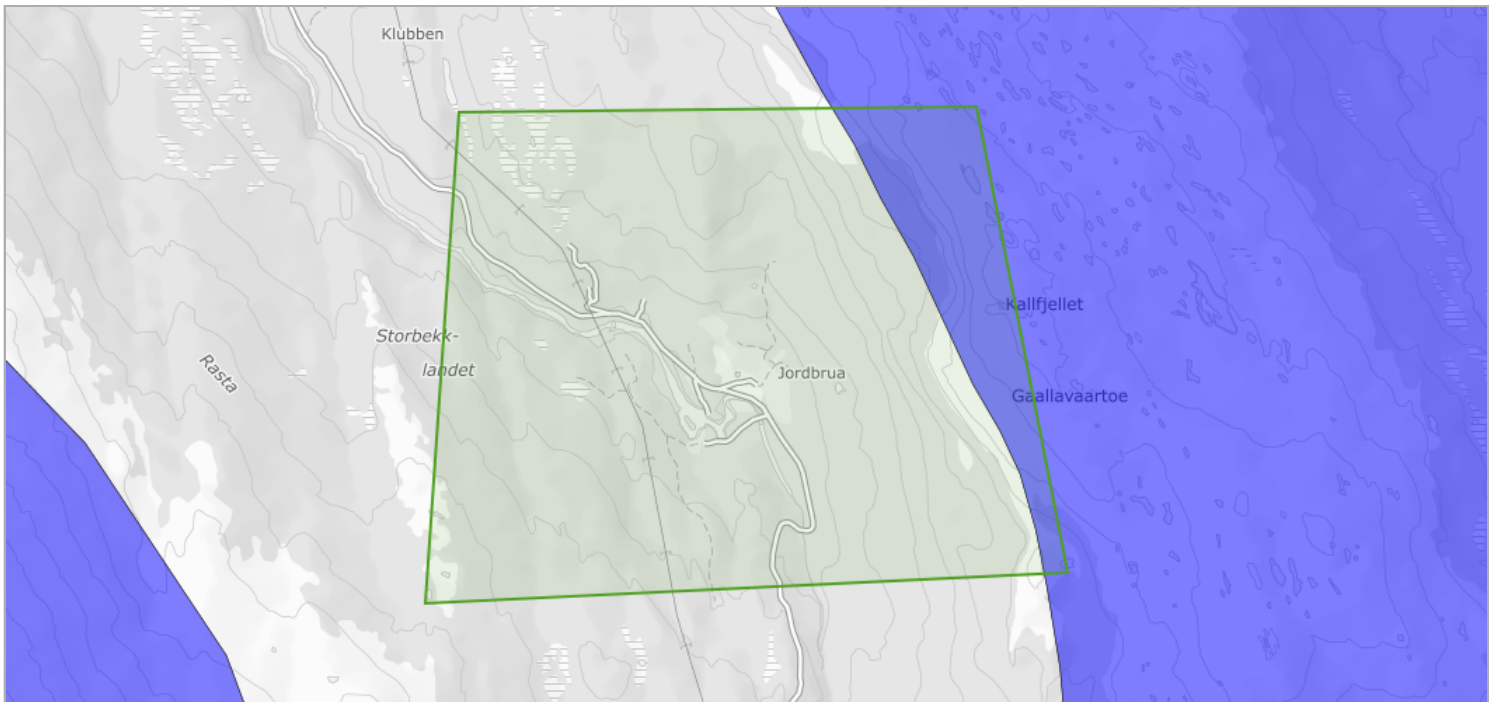 Klubben
Kallfjellet
Storbekk-
landet
Rasta
Jordbrua
Gaallavaartoe